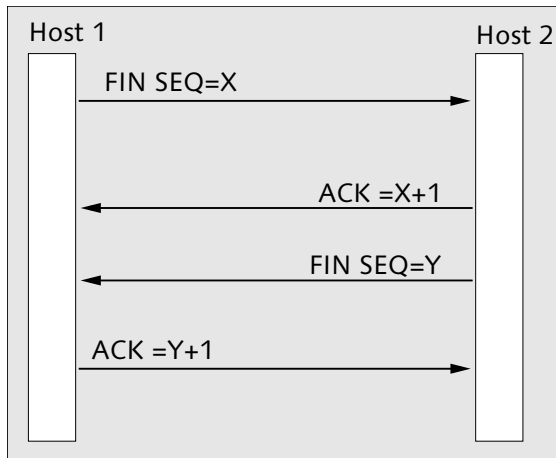 Host 1
Host 2
FIN SEQ=X
ACK =X+1
FIN SEQ=Y
ACK =Y+1